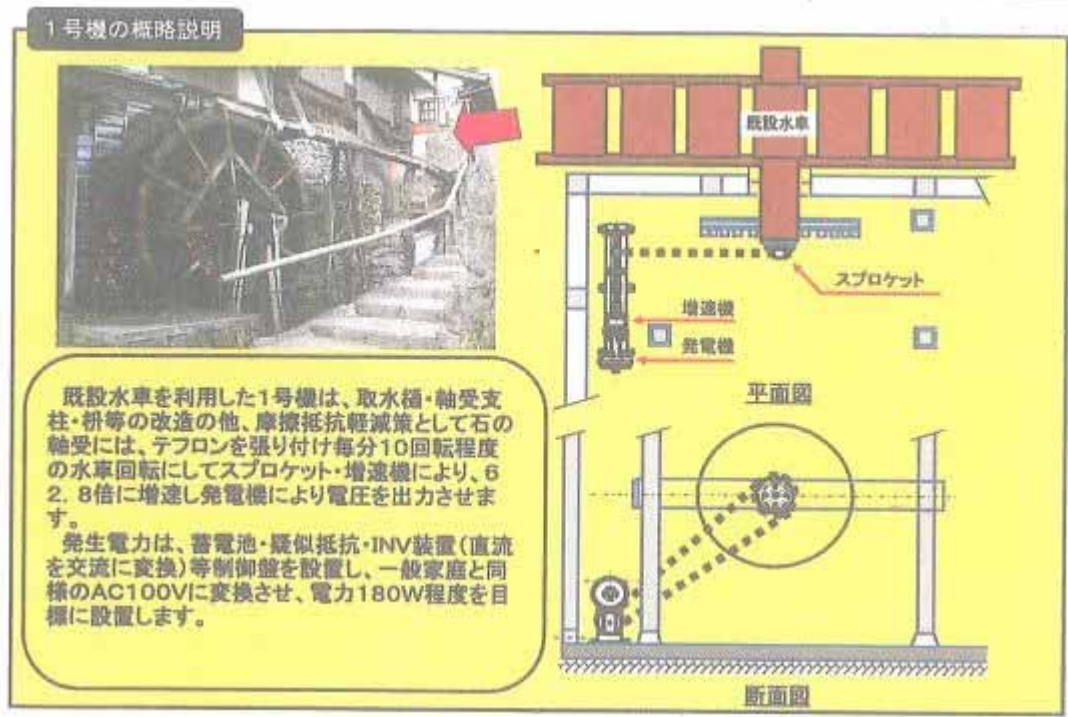 1号機の概略説明
既設水車
スプロケット
増速機
発電機
平面図
既設水車を利用した1号機は、取水樋・軸受支
柱・枡等の改造の他、摩擦抵抗軽減策として石の
軸受には、テフロンを張り付け毎分10回転程度
の水車回転にしてスプロケット・増速機により、6
2.8倍に増速し発電機により電圧を出力させま
す。
発生電力は、蓄電池・疑似抵抗・INV装置(直流
を交流に変換)等制御盤を設置し、一般家庭と同
様のAC100Vに変換させ、電力180W程度を目
標に設置します。
断面図